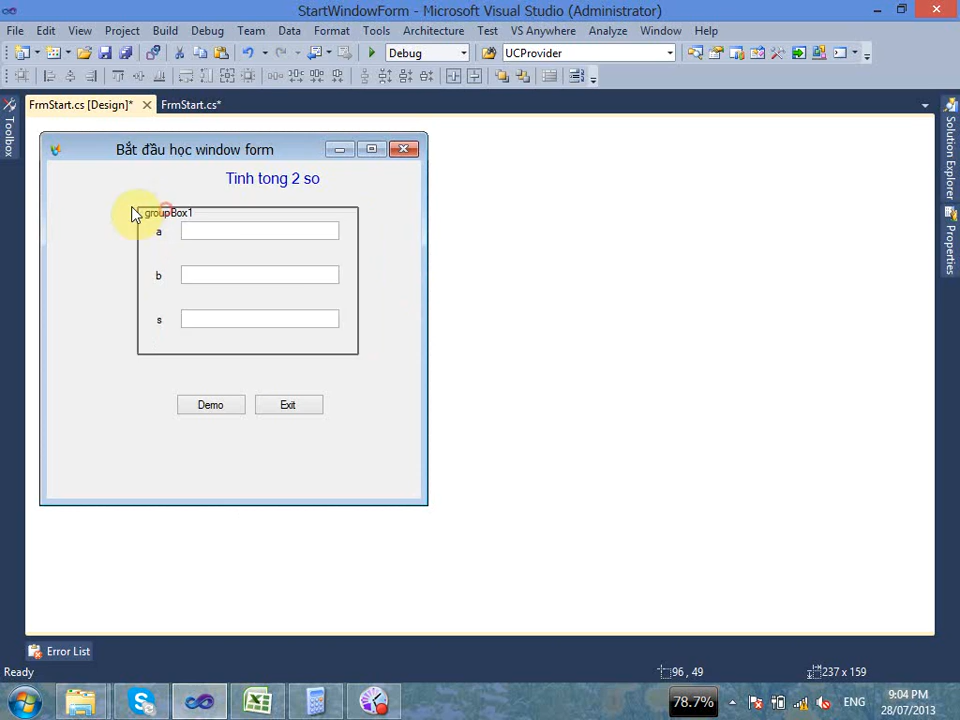 StartWindowForm - Microsoft Visual Studio (Administrator)
File Edit View Project Build Debug Team Data Format Tools Architecture Test VS Anywhere Analyze Window Help
Debug UCProvider
FrmStart.cs [Design]* FrmStart.cs*
Toolbox
Solution Explorer
Properties
Bắt đầu học window form
Tinh tong 2 so
groupBox1
a
b
s
Demo Exit
Error List
Ready 96 , 49 237 x 159
78.7% ENG 9:04 PM
28/07/2013